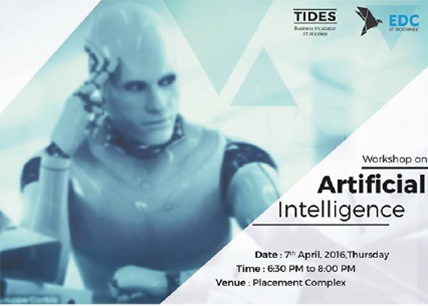 TIDES
Business Incubator
IIT ROORKEE
EDC
IIT ROORKEE
Workshop on
Artificial
Intelligence
Date : 7th April, 2016,Thursday
Time : 6:30 PM to 8:00 PM
Venue : Placement Complex